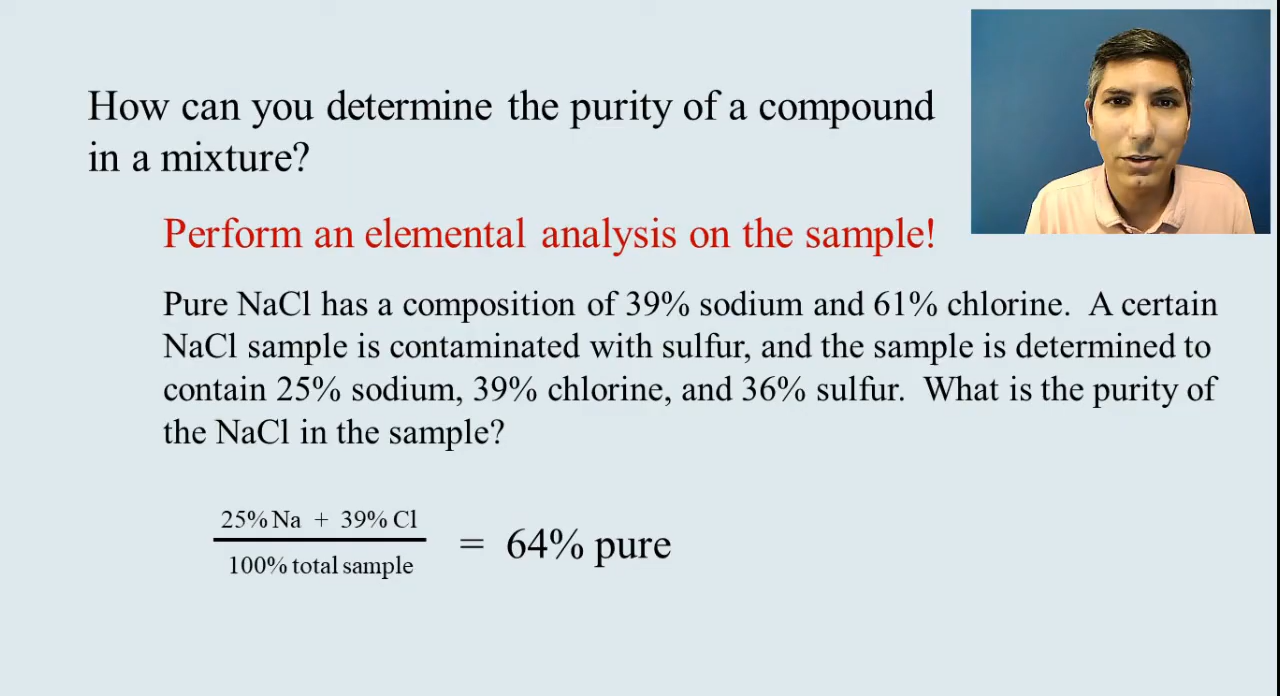 How can you determine the purity of a compound
in a mixture?
Perform an elemental analysis on the sample!
Pure NaCl has a composition of 39% sodium and 61% chlorine.  A certain
NaCl sample is contaminated with sulfur, and the sample is determined to
contain 25% sodium, 39% chlorine, and 36% sulfur.  What is the purity of
the NaCl in the sample?
25% Na + 39% Cl
100% total sample
= 64% pure